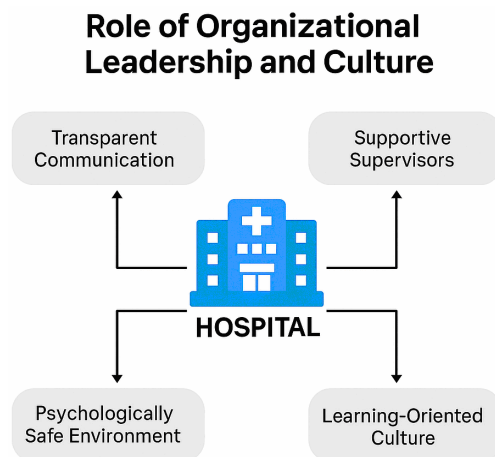 Role of Organizational
Leadership and Culture
Transparent
Communication
Supportive
Supervisors
HOSPITAL
Psychologically
Safe Environment
Learning-Oriented
Culture